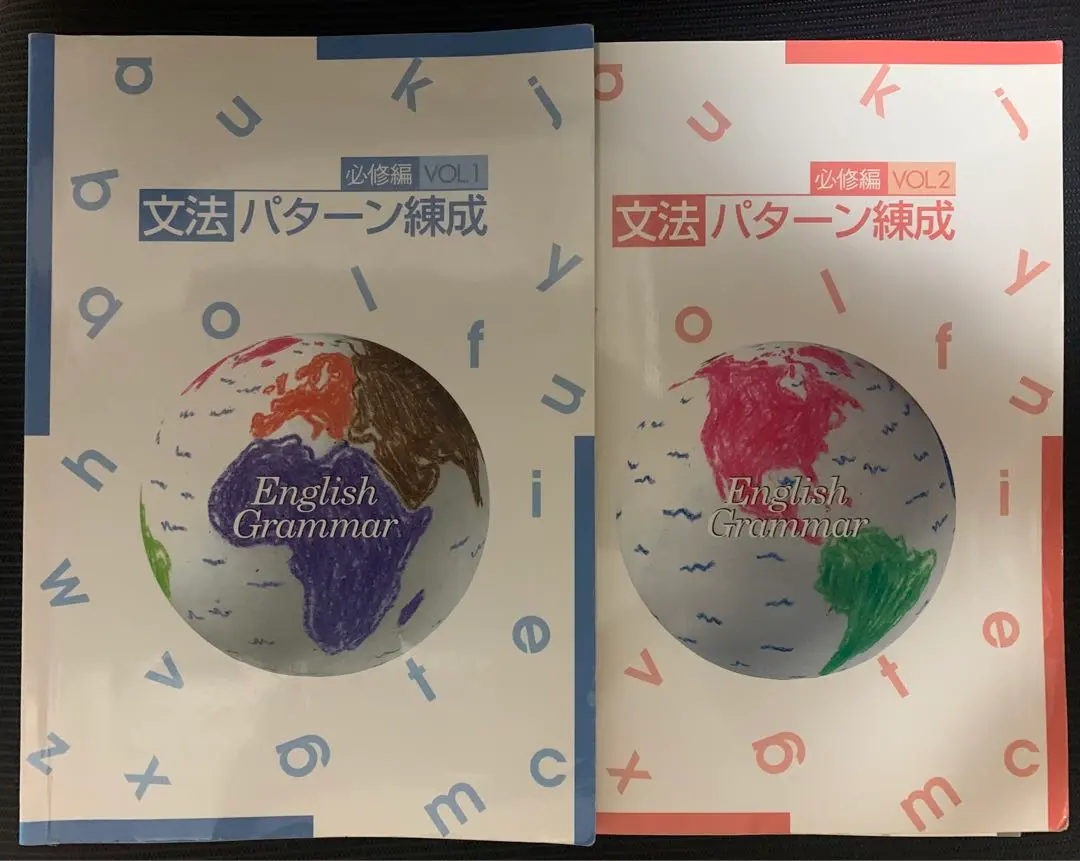 必修編 VOL.1
文法 パターン練成
English
Grammar
a u k j
q
b o l y
f
n
h i
w
e
v t
z x g m c
必修編 VOL.2
文法 パターン練成
English
Grammar
q u k j
o l y
f
n
i
e
v t
x g m c